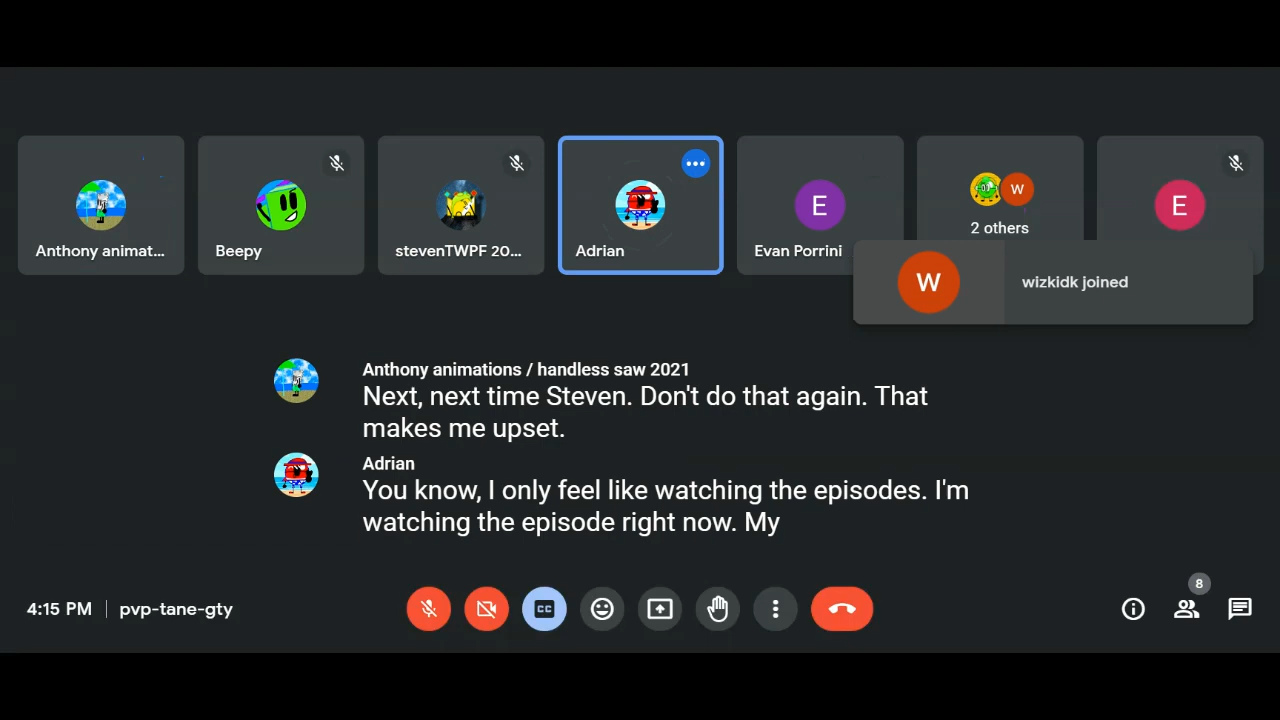 Anthony animat...
Beepy
stevenTWPF 20...
Adrian
E
Evan Porrini
W
2 others
E
W
wizkidk joined
Anthony animations / handless saw 2021
Next, next time Steven. Don't do that again. That
makes me upset.
Adrian
You know, I only feel like watching the episodes. I'm
watching the episode right now. My
4:15 PM
pvp-tane-gty
CC
8